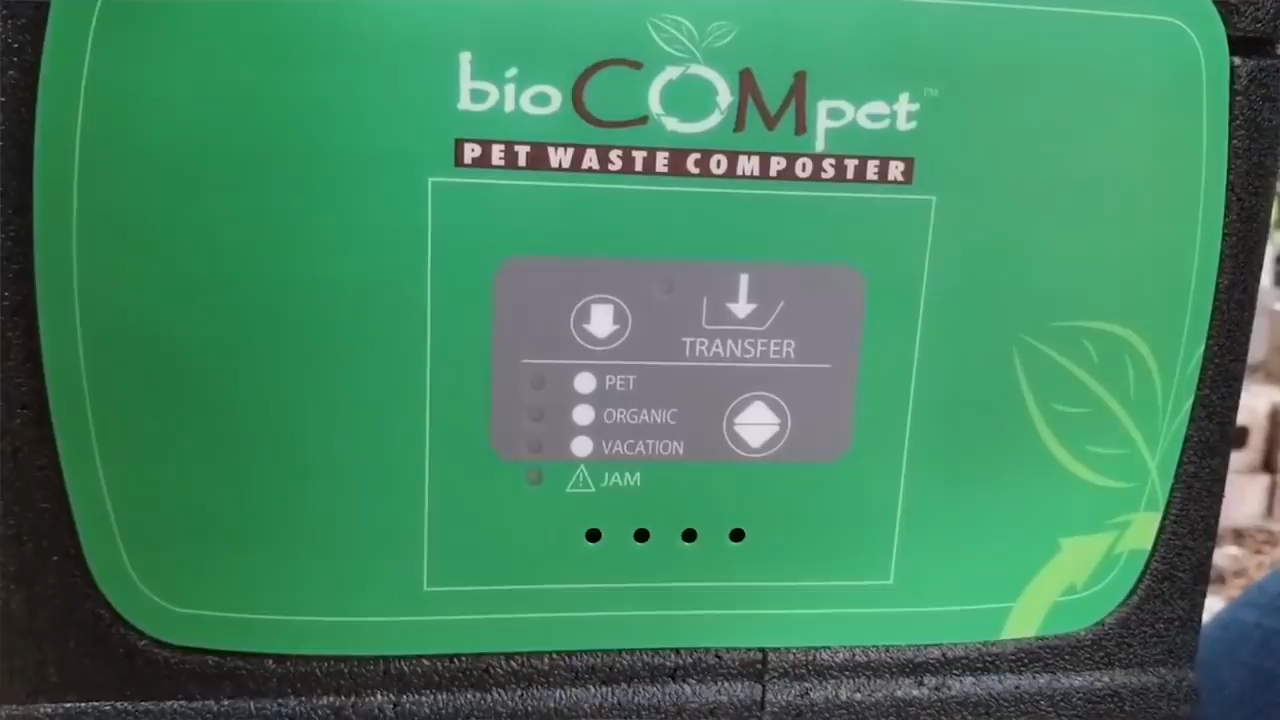 bioCOMpet™
PET WASTE COMPOSTER
TRANSFER
PET
ORGANIC
VACATION
JAM